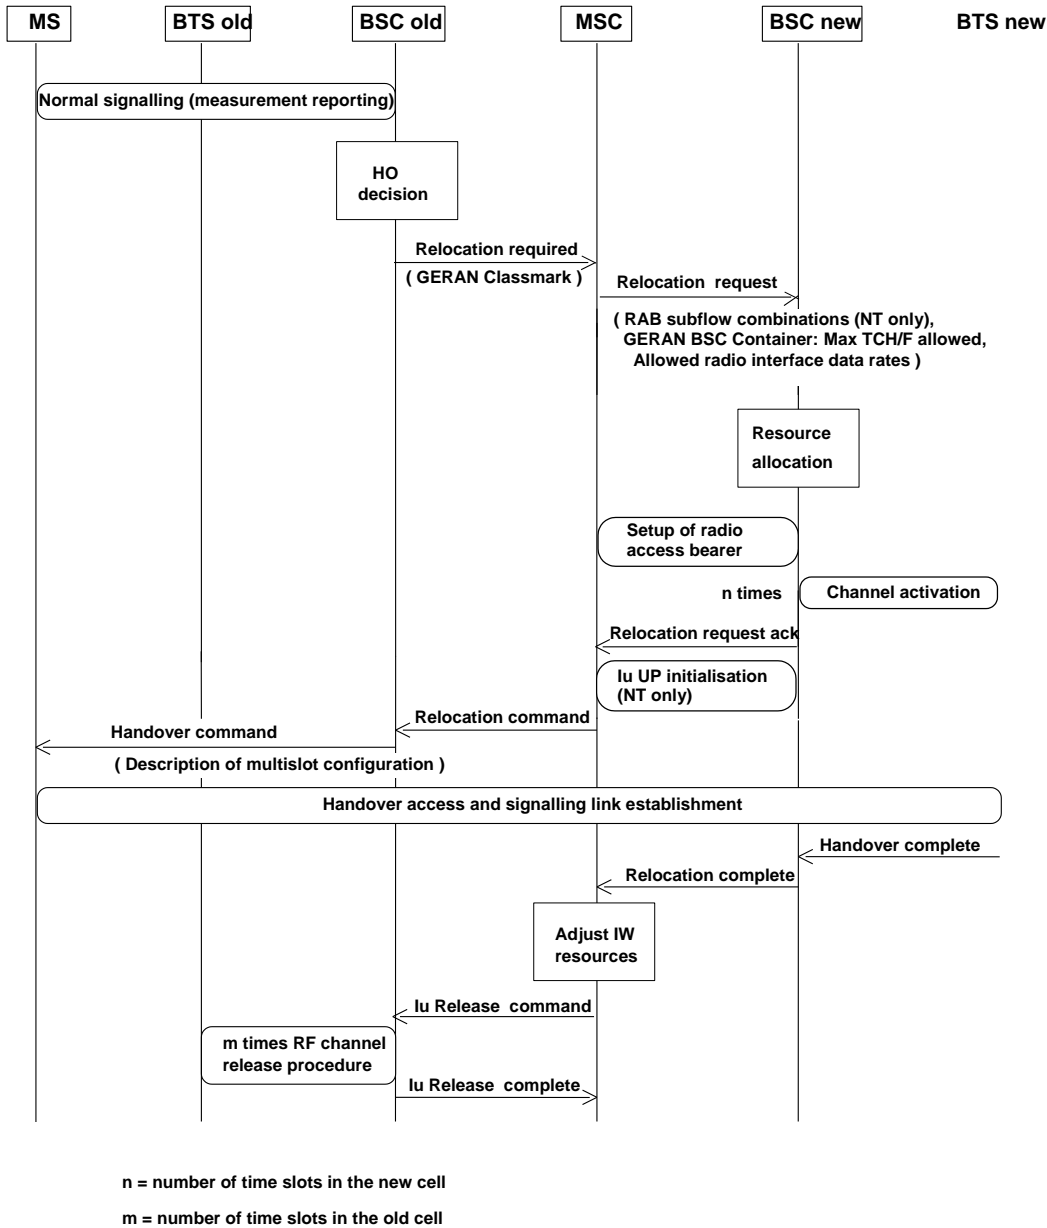 MS BTS old BSC old MSC BSC new BTS new
Normal signalling (measurement reporting)
HO
decision
Relocation required
( GERAN Classmark )
Relocation request
( RAB subflow combinations (NT only),
GERAN BSC Container: Max TCH/F allowed,
Allowed radio interface data rates )
Resource
allocation
Setup of radio
access bearer
n times
Channel activation
Relocation request ack
Iu UP initialisation
(NT only)
Relocation command
Handover command
( Description of multislot configuration )
Handover access and signalling link establishment
Handover complete
Relocation complete
Adjust IW
resources
Iu Release command
m times RF channel
release procedure
Iu Release complete
n = number of time slots in the new cell
m = number of time slots in the old cell